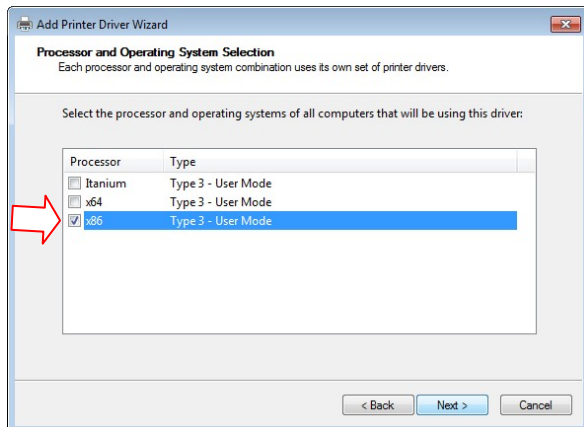 Add Printer Driver Wizard
Processor and Operating System Selection
Each processor and operating system combination uses its own set of printer drivers.
Select the processor and operating systems of all computers that will be using this driver:
Processor Type
Itanium Type 3 - User Mode
x64 Type 3 - User Mode
x86 Type 3 - User Mode
< Back Next > Cancel